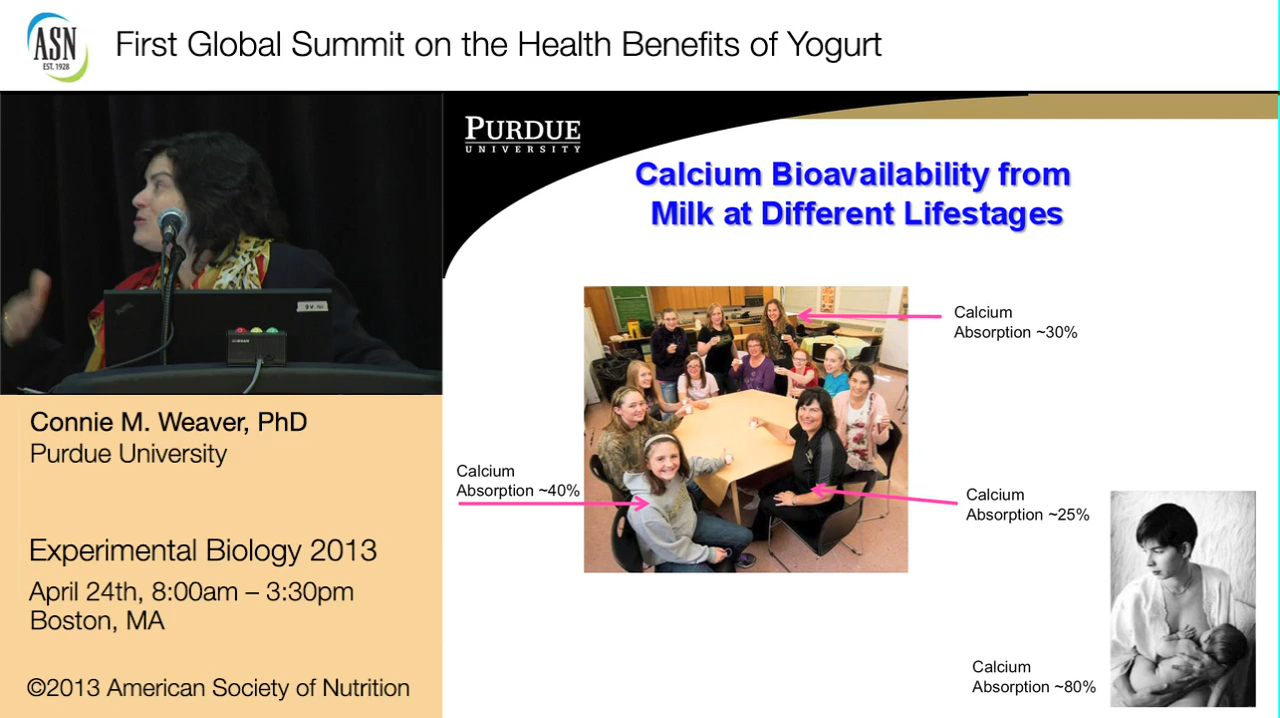 ASN
EST. 1928
First Global Summit on the Health Benefits of Yogurt
PURDUE
UNIVERSITY
Calcium Bioavailability from
Milk at Different Lifestages
Calcium
Absorption ~30%
Calcium
Absorption ~40%
Calcium
Absorption ~25%
Calcium
Absorption ~80%
Connie M. Weaver, PhD
Purdue University
Experimental Biology 2013
April 24th, 8:00am – 3:30pm
Boston, MA
©2013 American Society of Nutrition